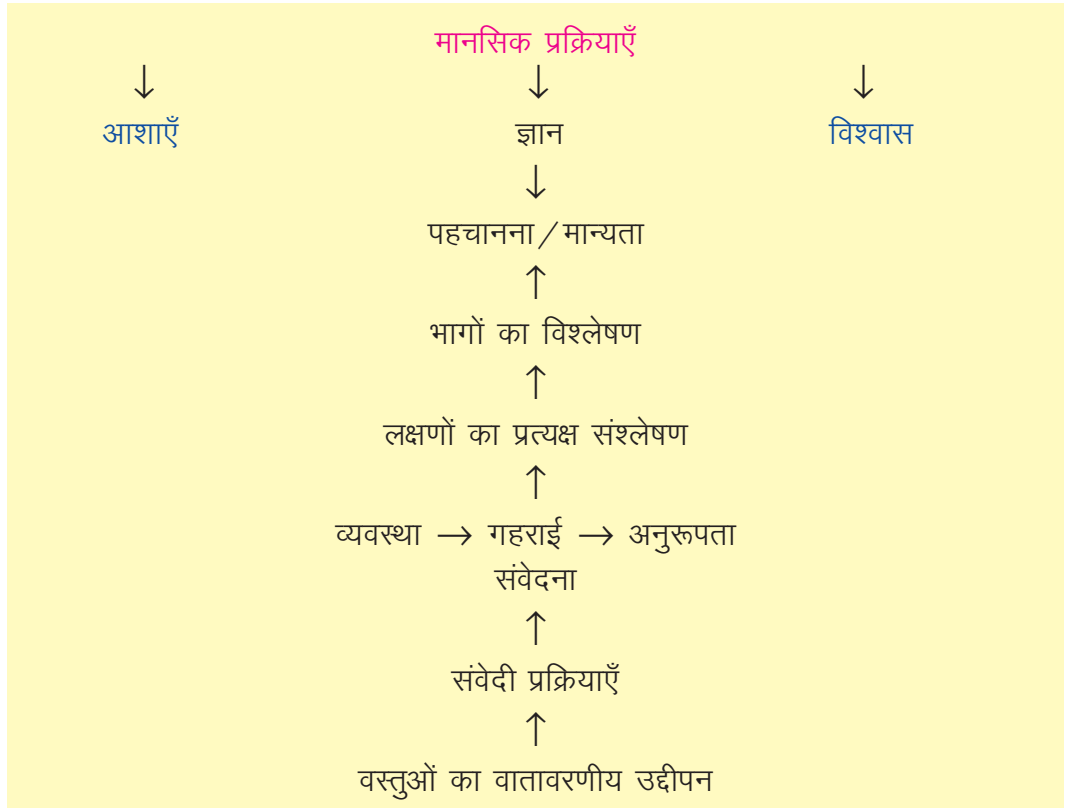 मानसिक प्रक्रियाएँ
↓ ↓ ↓
आशाएँ ज्ञान विश्वास
↓
पहचानना/मान्यता
↑
भागों का विश्लेषण
↑
लक्षणों का प्रत्यक्ष संश्लेषण
↑
व्यवस्था → गहराई → अनुरूपता
संवेदना
↑
संवेदी प्रक्रियाएँ
↑
वस्तुओं का वातावरणीय उद्दीपन